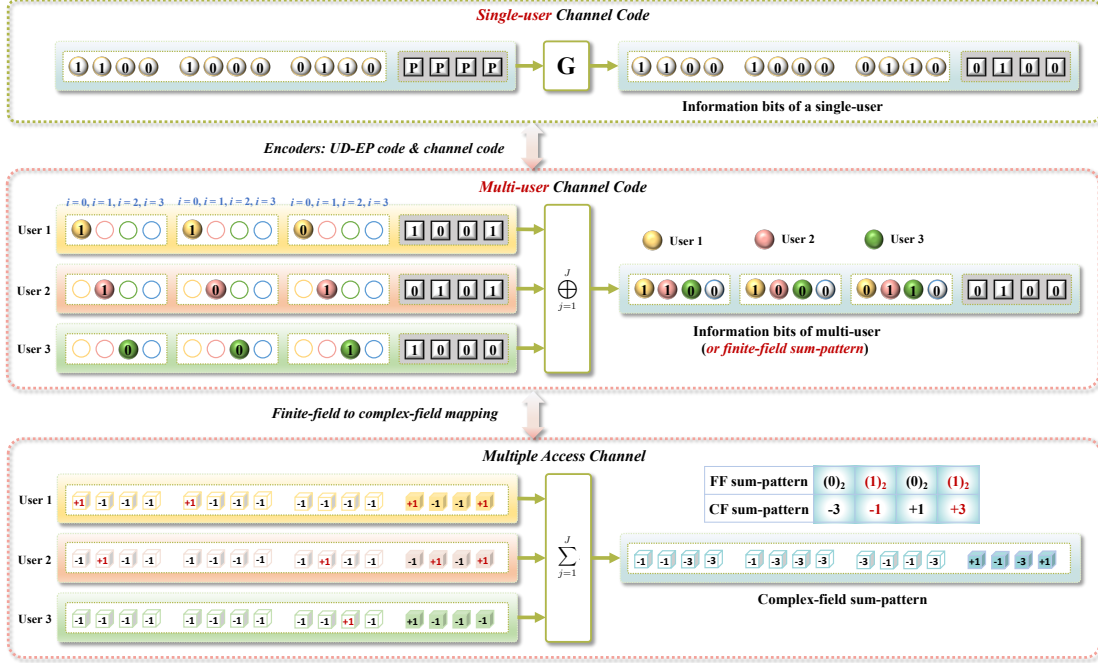 Single-user Channel Code
1 1 0 0 1 0 0 0 0 1 1 0 P P P P
G
1 1 0 0 1 0 0 0 0 1 1 0 0 1 0 0
Information bits of a single-user
Encoders: UD-EP code & channel code
Multi-user Channel Code
i = 0, i = 1, i = 2, i = 3 i = 0, i = 1, i = 2, i = 3 i = 0, i = 1, i = 2, i = 3
User 1 1 1 0 1 0 0 1
User 1 User 2 User 3
User 2 1 0 1 0 1 0 1
J
⊕
j=1
1 1 0 0 1 0 0 0 0 1 1 0 0 1 0 0
Information bits of multi-user
(or finite-field sum-pattern)
User 3 0 0 1 1 0 0 0
Finite-field to complex-field mapping
Multiple Access Channel
User 1 +1 -1 -1 -1 +1 -1 -1 -1 -1 -1 -1 -1 +1 -1 -1 +1
FF sum-pattern (0)2 (1)2 (0)2 (1)2
CF sum-pattern -3 -1 +1 +3
User 2 -1 +1 -1 -1 -1 -1 -1 -1 -1 +1 -1 -1 -1 +1 -1 +1
J
∑
j=1
-1 -1 -3 -3 -1 -3 -3 -3 -3 -1 -1 -3 +1 -1 -3 +1
Complex-field sum-pattern
User 3 -1 -1 -1 -1 -1 -1 -1 -1 -1 -1 +1 -1 +1 -1 -1 -1